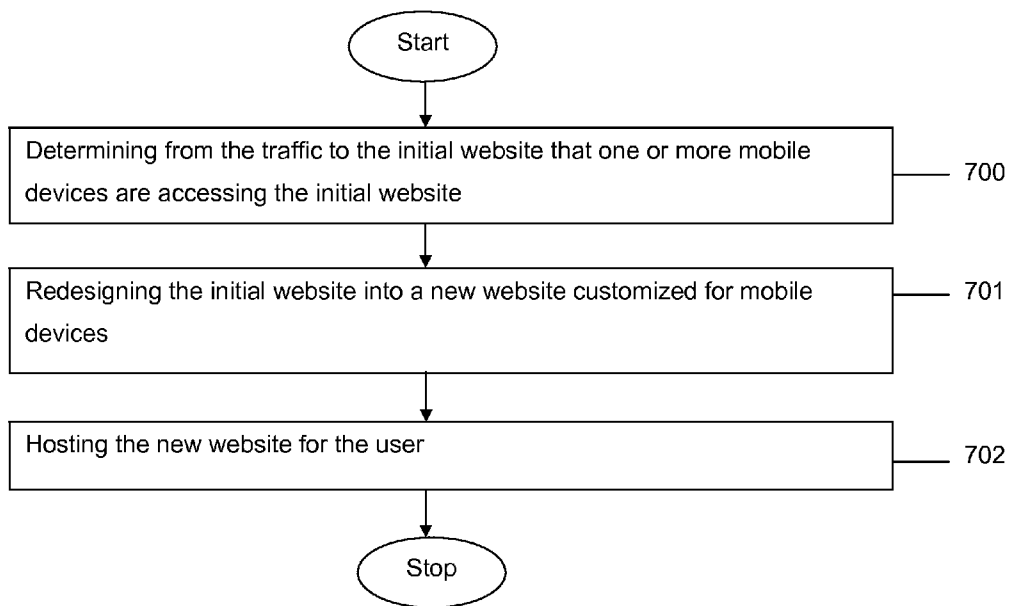 Start
Determining from the traffic to the initial website that one or more mobile
devices are accessing the initial website
700
Redesigning the initial website into a new website customized for mobile
devices
701
Hosting the new website for the user
702
Stop